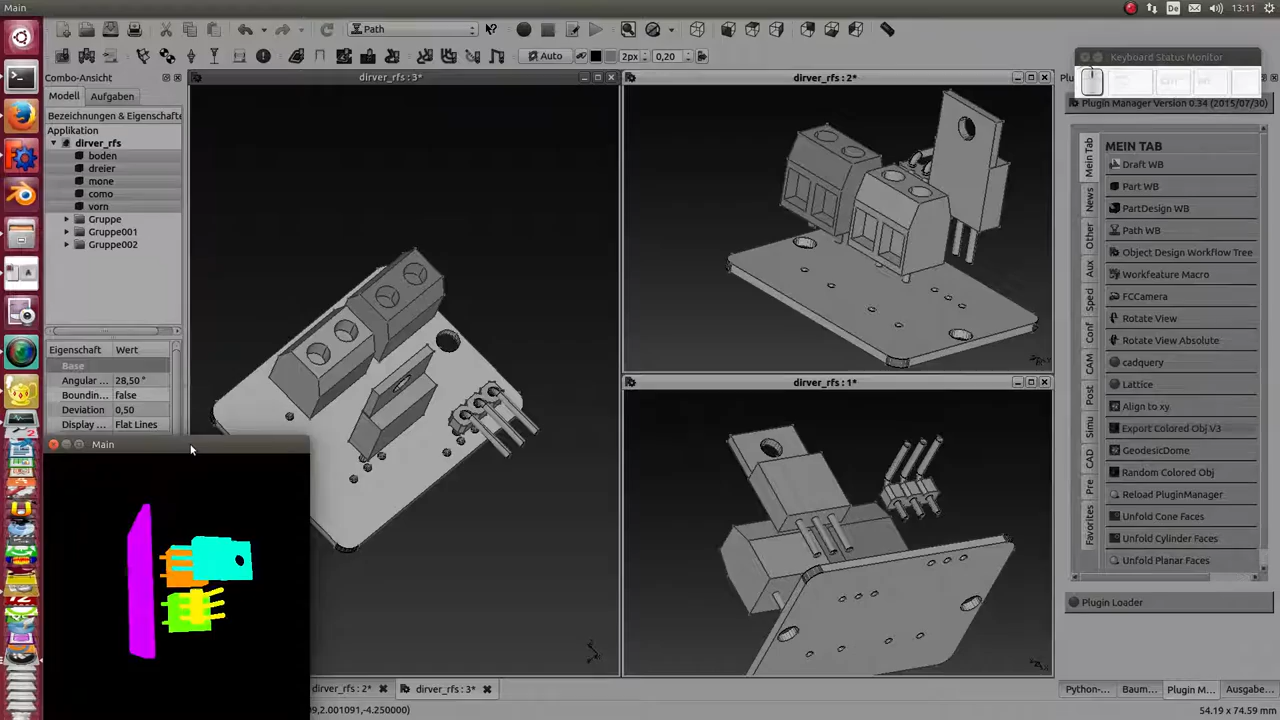 Main
De
13:11
Path
Auto
2px
0,20
Combo-Ansicht
Modell
Aufgaben
Bezeichnungen & Eigenschafte
Applikation
dirver_rfs
boden
dreier
mone
como
vorn
Gruppe
Gruppe001
Gruppe002
Eigenschaft
Wert
Base
Angular ...
28,50 °
Boundin...
false
Deviation
0,50
Display ...
Flat Lines
Main
dirver_rfs : 3*
dirver_rfs : 2*
dirver_rfs : 1*
dirver_rfs : 2*
dirver_rfs : 3*
09,2.001091,-4.250000)
Keyboard Status Monitor
Plugin Manager Version 0.34 (2015/07/30)
Mein Tab
News
Other
Aux
Sped
Conf
CAM
Post
Simu
CAD
Pre
Favorites
MEIN TAB
Draft WB
Part WB
PartDesign WB
Path WB
Object Design Workflow Tree
Workfeature Macro
FCCamera
Rotate View
Rotate View Absolute
cadquery
Lattice
Align to xy
Export Colored Obj V3
GeodesicDome
Random Colored Obj
Reload PluginManager
Unfold Cone Faces
Unfold Cylinder Faces
Unfold Planar Faces
Plugin Loader
Python-...
Baum...
Plugin M...
Ausgabe...
54.19 x 74.59 mm